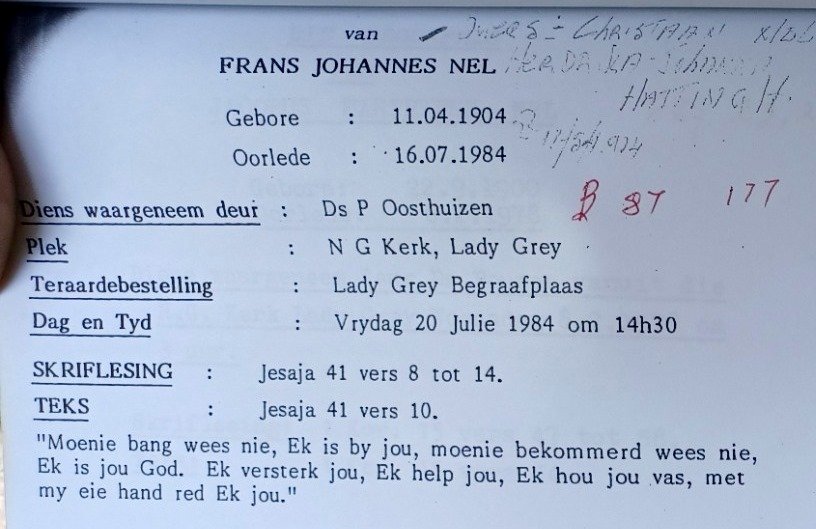 van - Ouers:- CHRISTIAAN
FRANS JOHANNES NEL
HATTINGH.
Gebore : 11.04.1904
Oorlede : 16.07.1984
Diens waargeneem deur : Ds P Oosthuizen B 87 177
Plek : N G Kerk, Lady Grey
Teraardebestelling : Lady Grey Begraafplaas
Dag en Tyd : Vrydag 20 Julie 1984 om 14h30
SKRIFLESING : Jesaja 41 vers 8 tot 14.
TEKS : Jesaja 41 vers 10.
"Moenie bang wees nie, Ek is by jou, moenie bekommerd wees nie,
Ek is jou God. Ek versterk jou, Ek help jou, Ek hou jou vas, met
my eie hand red Ek jou."